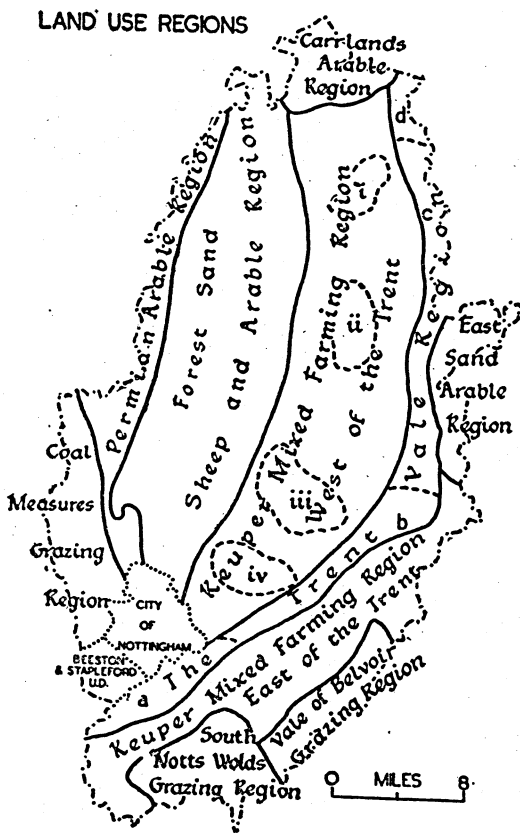 LAND USE REGIONS
Carrlands
Arable
Region
d
Permian Arable Region
Forest Sand
Sheep and Arable Region
Keuper Mixed Farming Region
West of the Trent
i
ii
iii
iv
The Trent Vale Region
c
b
a
East
Sand
Arable
Region
Coal
Measures
Grazing
Region
CITY
OF
NOTTINGHAM
BEESTON
& STAPLEFORD
U.D.
Keuper Mixed Farming Region
East of the Trent
Vale of Belvoir
Grazing Region
South
Notts Wolds
Grazing Region
0 MILES 8